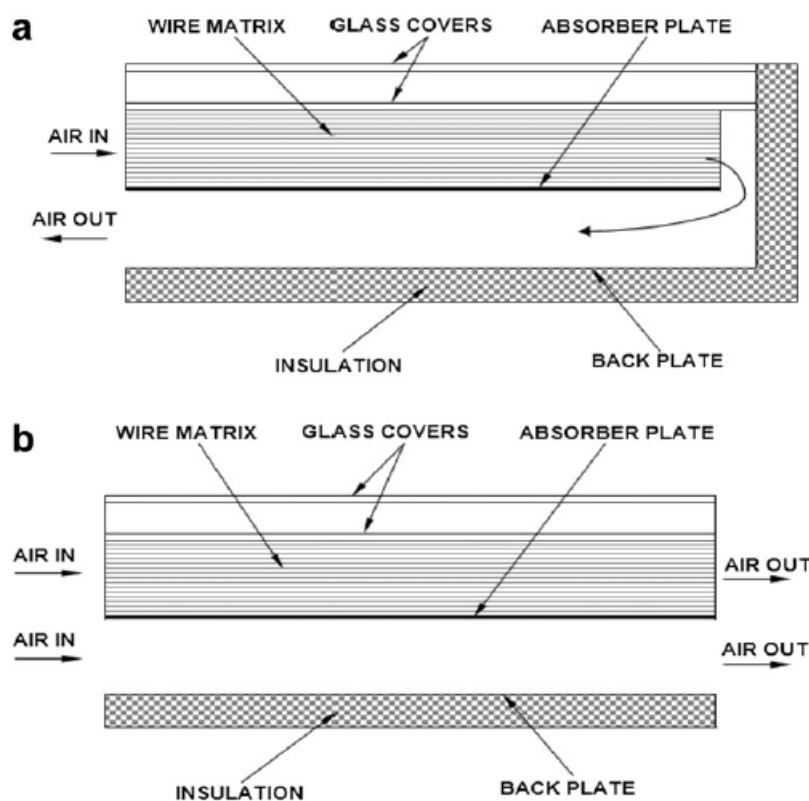 a
WIRE MATRIX GLASS COVERS ABSORBER PLATE
AIR IN
AIR OUT
INSULATION BACK PLATE
b
WIRE MATRIX GLASS COVERS ABSORBER PLATE
AIR IN AIR OUT
AIR IN AIR OUT
INSULATION BACK PLATE